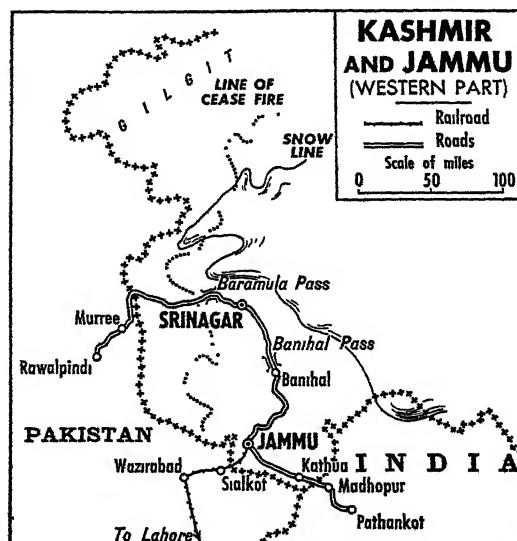 KASHMIR
AND JAMMU
(WESTERN PART)
Railroad
Roads
Scale of miles
0 50 100
GILGIT
LINE OF
CEASE FIRE
SNOW
LINE
Baramula Pass
Murree
SRINAGAR
Banihal Pass
Rawalpindi
Banihal
PAKISTAN
JAMMU
INDIA
Wazirabad
Sialkot
Kathua
Madhopur
Pathankot
To Lahore